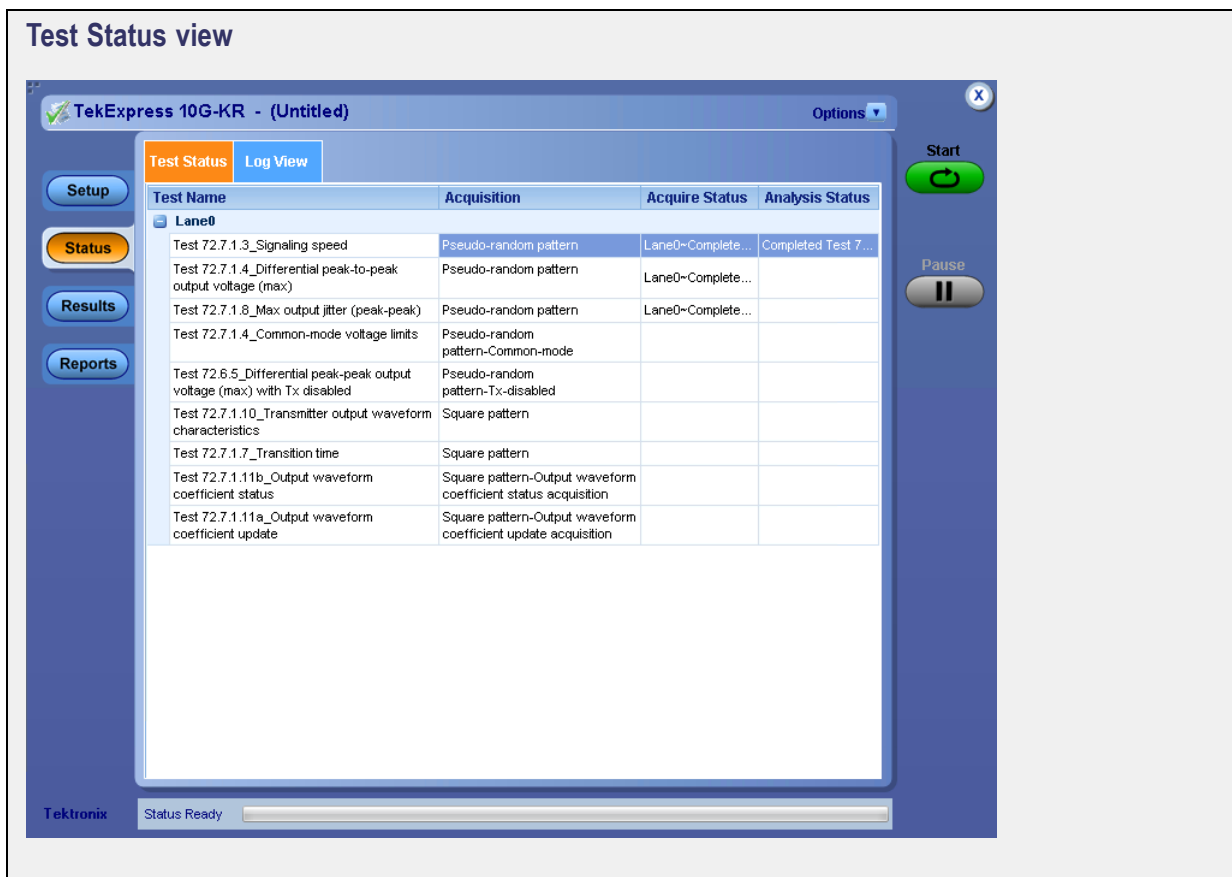 Test Status view
X
TekExpress 10G-KR - (Untitled)
Options
Start
Test Status
Log View
Setup
Status
Results
Reports
Pause
Test Name
Acquisition
Acquire Status
Analysis Status
Lane0
Test 72.7.1.3_Signaling speed
Pseudo-random pattern
Lane0~Complete...
Completed Test 7...
Test 72.7.1.4_Differential peak-to-peak
output voltage (max)
Pseudo-random pattern
Lane0~Complete...
Test 72.7.1.8_Max output jitter (peak-peak)
Pseudo-random pattern
Lane0~Complete...
Test 72.7.1.4_Common-mode voltage limits
Pseudo-random
pattern-Common-mode
Test 72.6.5_Differential peak-peak output
voltage (max) with Tx disabled
Pseudo-random
pattern-Tx-disabled
Test 72.7.1.10_Transmitter output waveform
characteristics
Square pattern
Test 72.7.1.7_Transition time
Square pattern
Test 72.7.1.11b_Output waveform
coefficient status
Square pattern-Output waveform
coefficient status acquisition
Test 72.7.1.11a_Output waveform
coefficient update
Square pattern-Output waveform
coefficient update acquisition
Tektronix
Status Ready